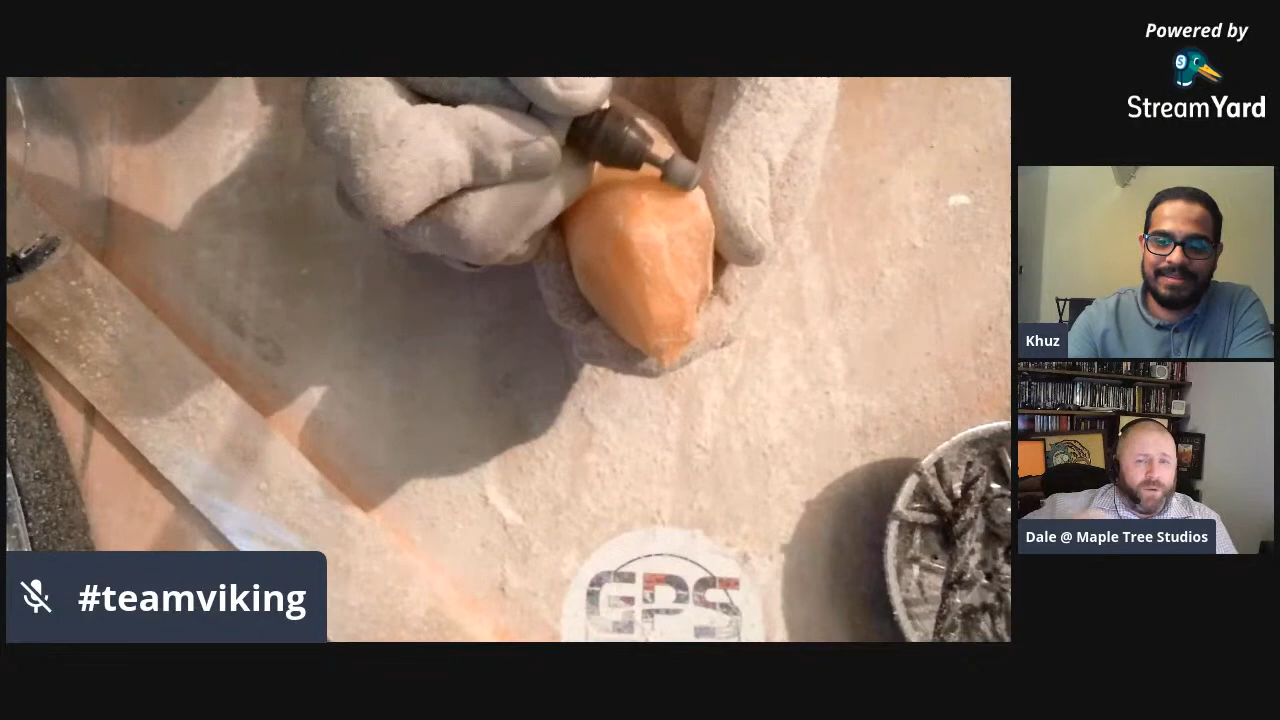 Powered by
StreamYard
Khuz
Dale @ Maple Tree Studios
#teamviking
GPS